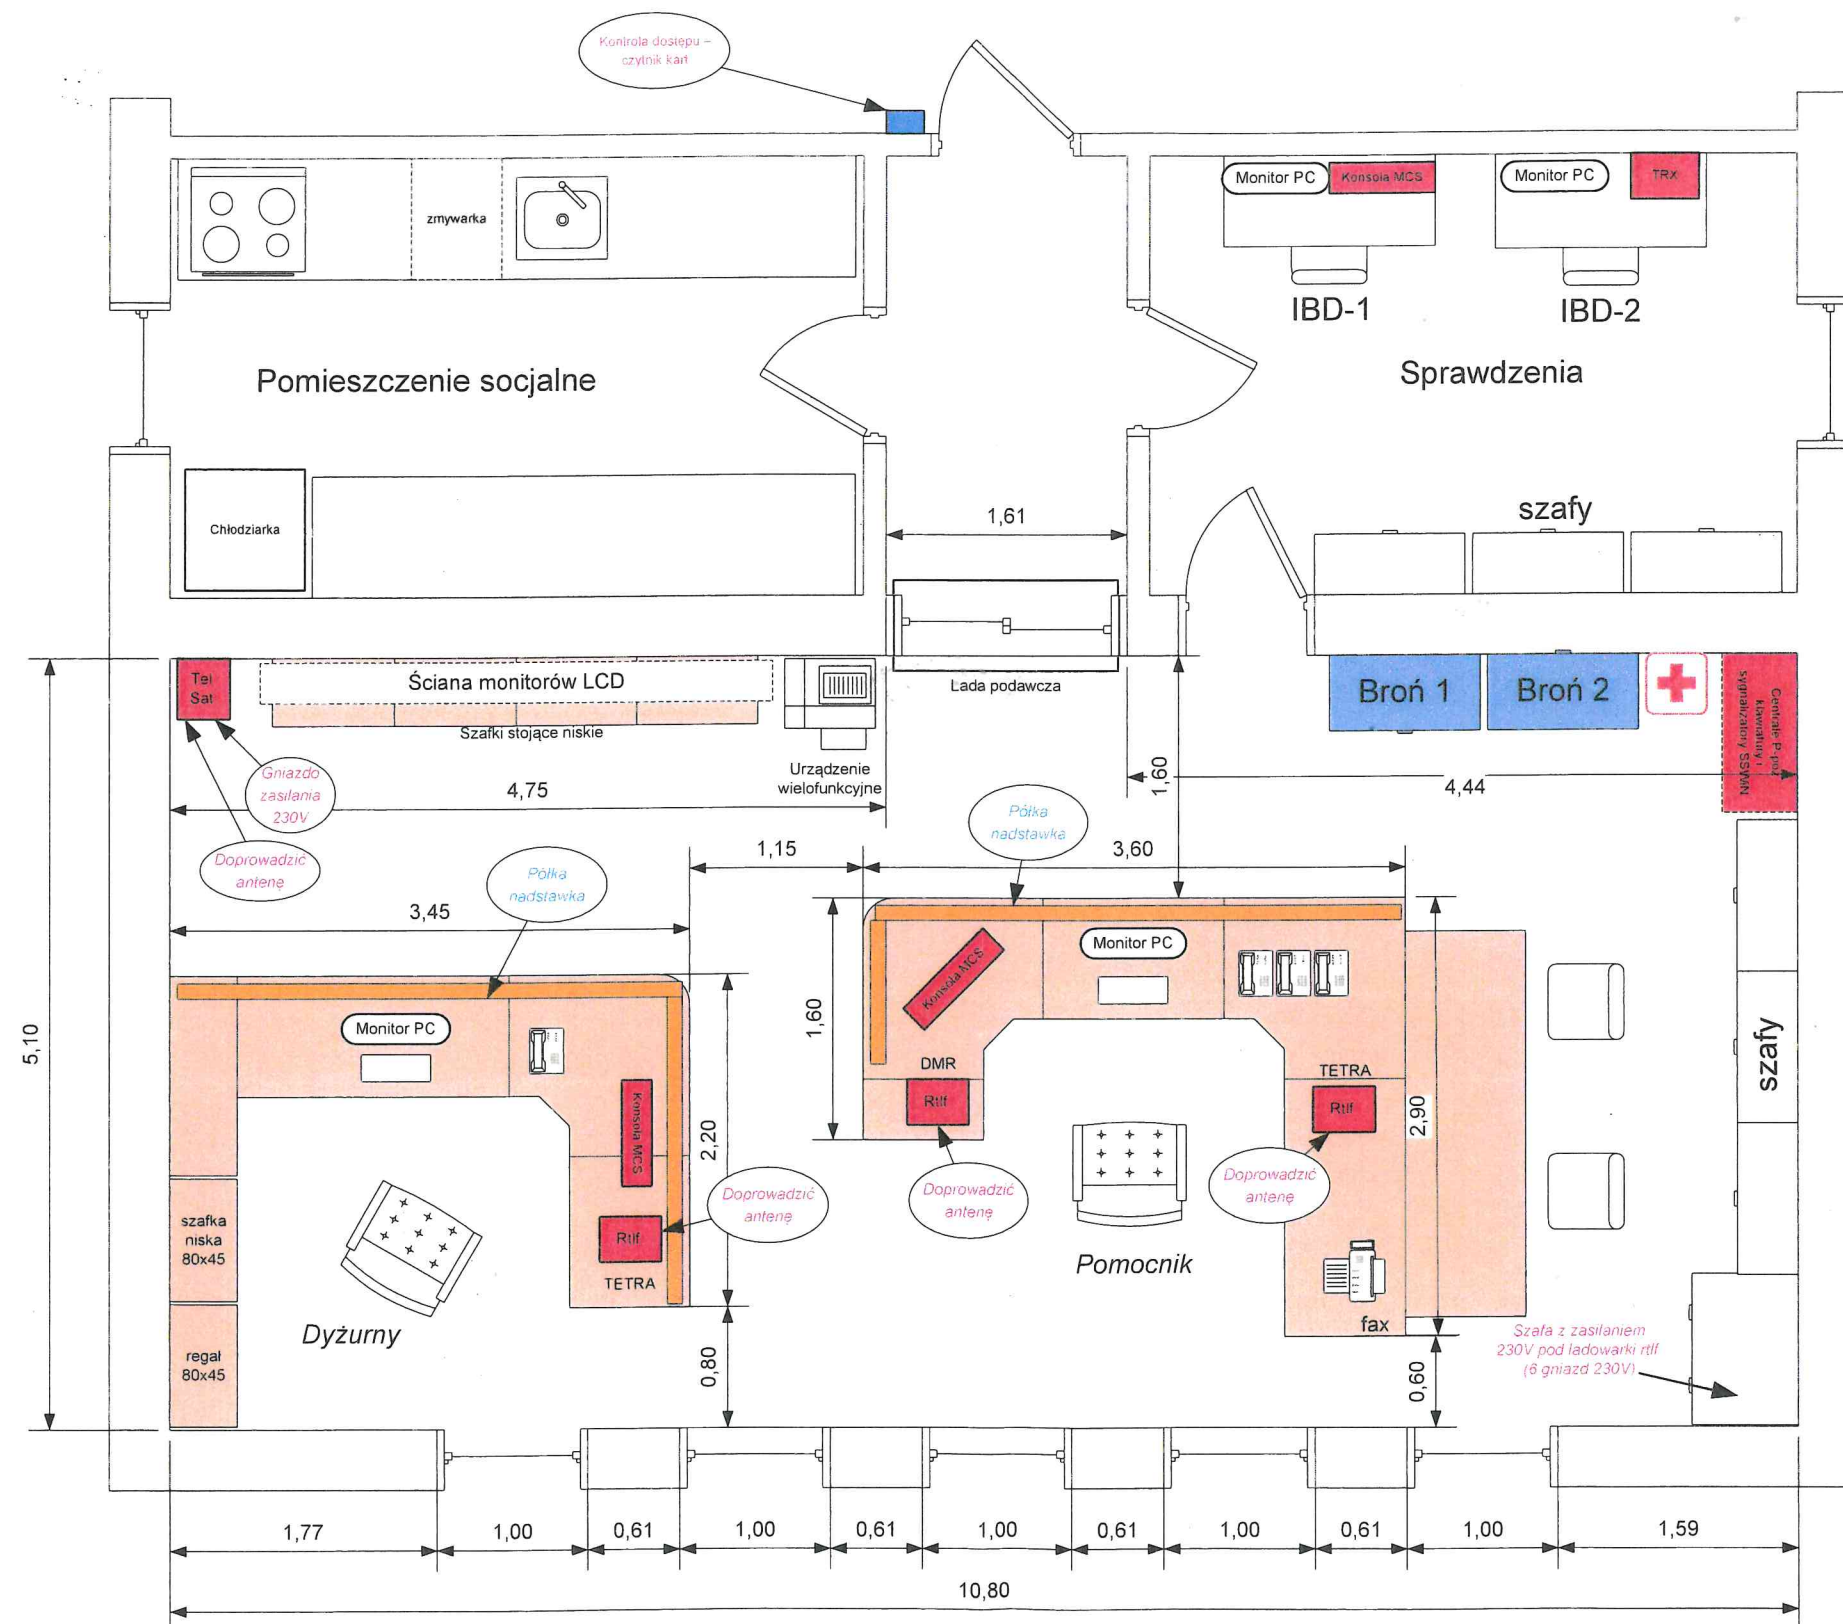 Kontrola dostępu –
czytnik kart
zmywarka
Monitor PC
Konsola MCS
Monitor PC
TRX
IBD-1
IBD-2
Pomieszczenie socjalne
Sprawdzenia
Chłodziarka
1,61
szafy
Tel
Sat
Ściana monitorów LCD
Szafki stojące niskie
Urządzenie
wielofunkcyjne
Lada podawcza
Broń 1
Broń 2
Centrale P-poż
klawiatury i
sygnalizatory SSWiN
Gniazdo
zasilania
230V
4,75
1,60
4,44
Doprowadzić
antenę
Półka
nadstawka
1,15
3,60
Półka
nadstawka
3,45
5,10
Monitor PC
Konsola MCS
Rtlf
TETRA
2,20
Doprowadzić
antenę
szafka
niska
80x45
regał
80x45
Dyżurny
0,80
1,60
Konsola MCS
Monitor PC
DMR
Rtlf
Doprowadzić
antenę
TETRA
Rtlf
Doprowadzić
antenę
2,90
Pomocnik
fax
0,60
szafy
Szafa z zasilaniem
230V pod ładowarki rtlf
(6 gniazd 230V)
1,77
1,00
0,61
1,00
0,61
1,00
0,61
1,00
0,61
1,00
1,59
10,80